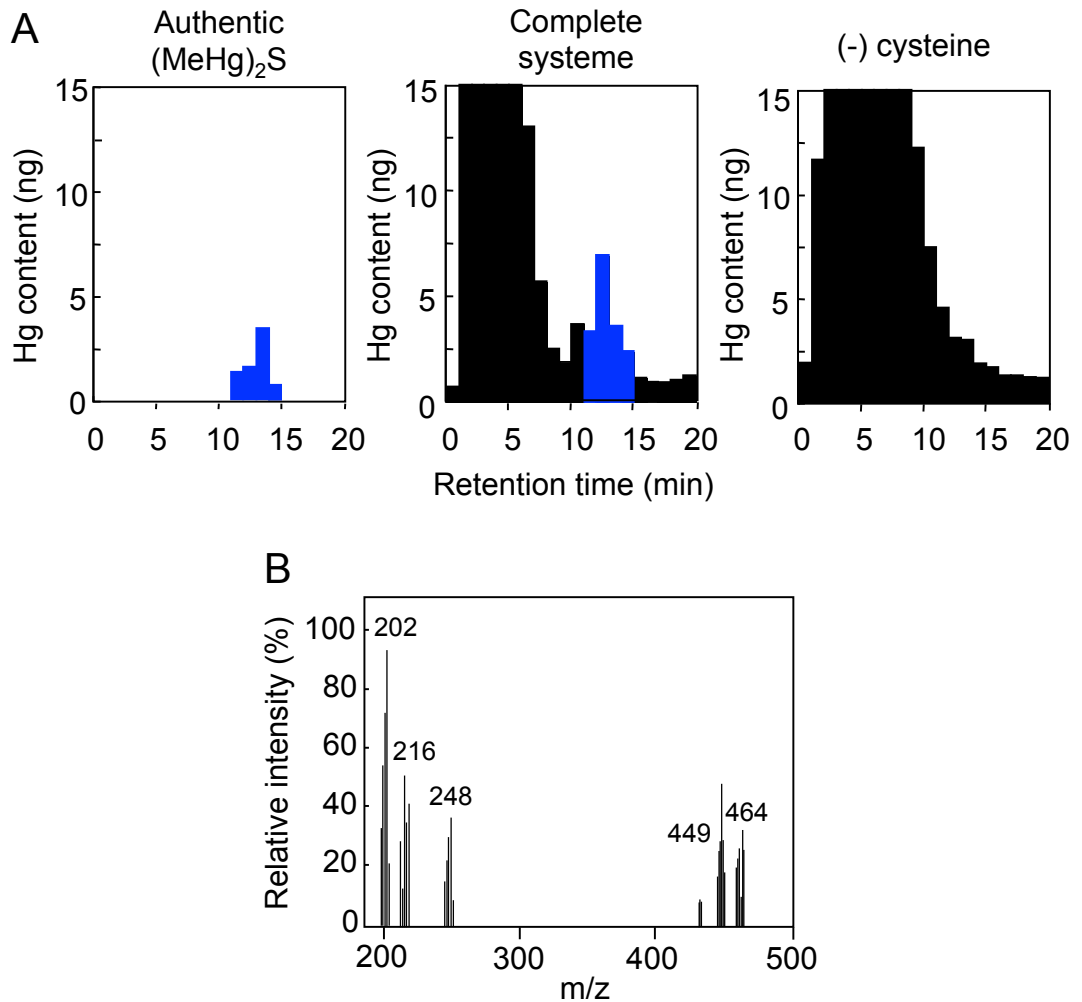 A
Authentic
(MeHg)2S
Complete
systeme
(-) cysteine
Hg content (ng)
15
10
5
0
0 5 10 15 20
Hg content (ng)
15
10
5
0
0 5 10 15 20
Hg content (ng)
15
10
5
0
0 5 10 15 20
Retention time (min)
B
Relative intensity (%)
100
80
60
40
20
0
202
216
248
449
464
200 300 400 500
m/z